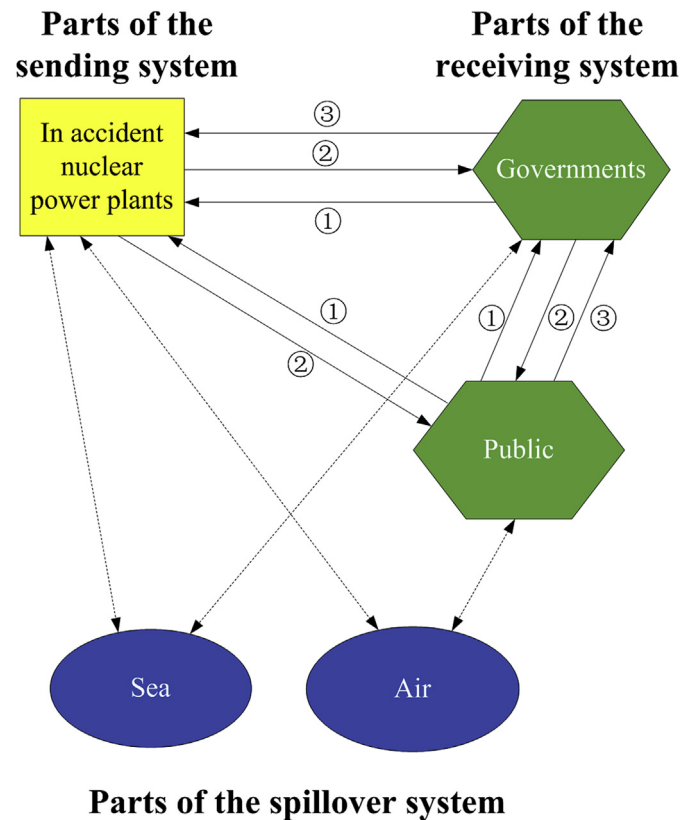 Parts of the
sending system
Parts of the
receiving system
In accident
nuclear
power plants
③
②
①
Governments
①
②
①
②
③
Public
Sea
Air
Parts of the spillover system